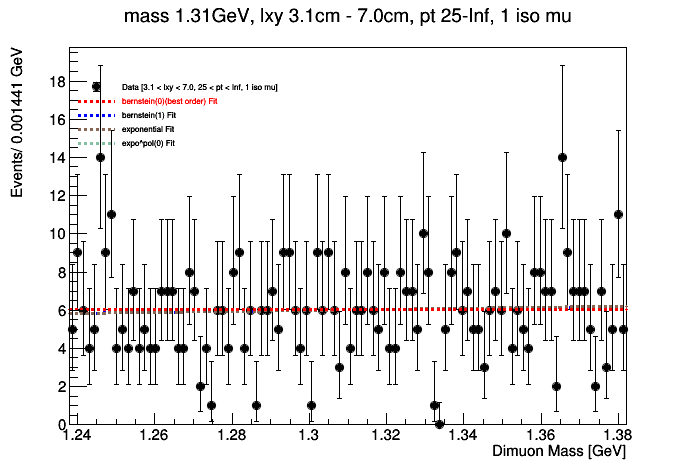 mass 1.31GeV, lxy 3.1cm - 7.0cm, pt 25-Inf, 1 iso mu
Events/ 0.001441 GeV
Data [3.1 < lxy < 7.0, 25 < pt < Inf, 1 iso mu]
bernstein(0)(best order) Fit
bernstein(1) Fit
exponential Fit
expo*pol(0) Fit
18
16
14
12
10
8
6
4
2
0
1.24 1.26 1.28 1.3 1.32 1.34 1.36 1.38
Dimuon Mass [GeV]